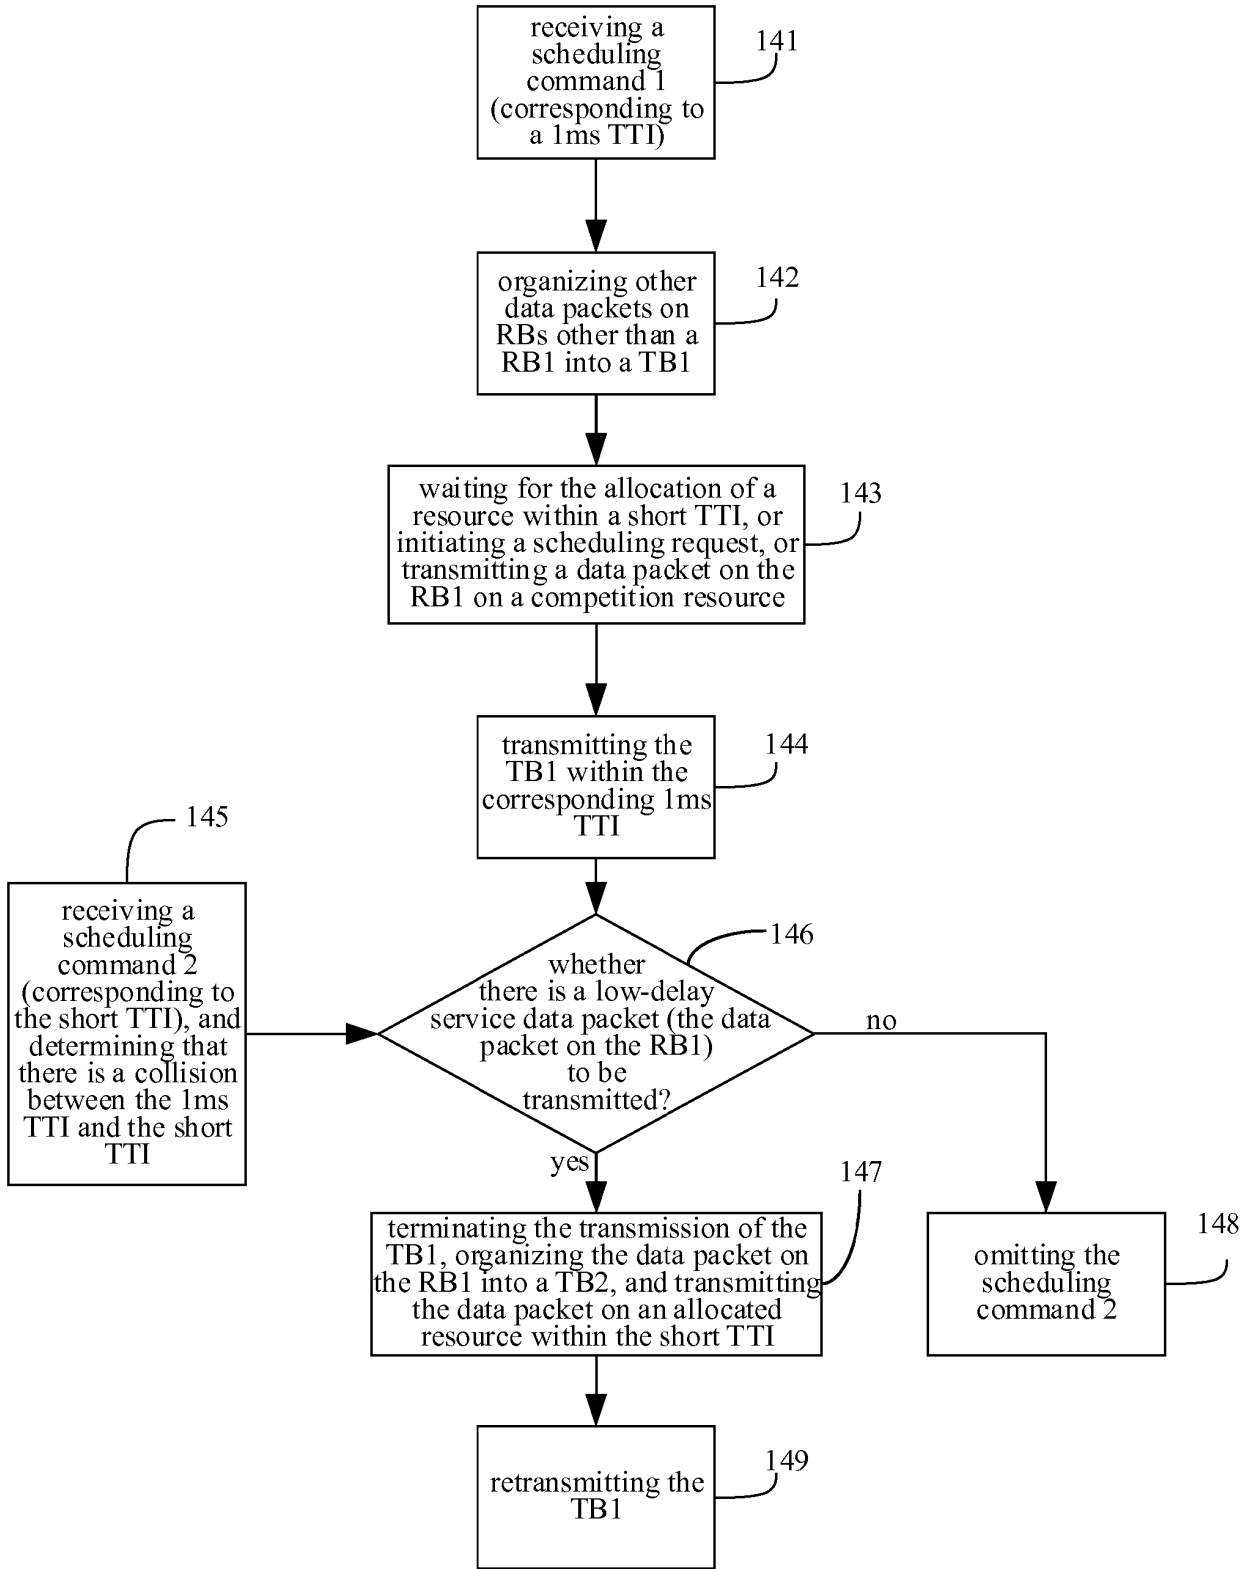 receiving a
scheduling
command 1
(corresponding to
a 1ms TTI)
141
organizing other
data packets on
RBs other than a
RB1 into a TB1
142
waiting for the allocation of a
resource within a short TTI, or
initiating a scheduling request, or
transmitting a data packet on the
RB1 on a competition resource
143
transmitting the
TB1 within the
corresponding 1ms
TTI
144
145
receiving a
scheduling
command 2
(corresponding to
the short TTI), and
determining that
there is a collision
between the 1ms
TTI and the short
TTI
146
whether
there is a low-delay
service data packet (the data
packet on the RB1)
to be
transmitted?
no
yes
147
terminating the transmission of the
TB1, organizing the data packet on
the RB1 into a TB2, and transmitting
the data packet on an allocated
resource within the short TTI
148
omitting the
scheduling
command 2
149
retransmitting the
TB1